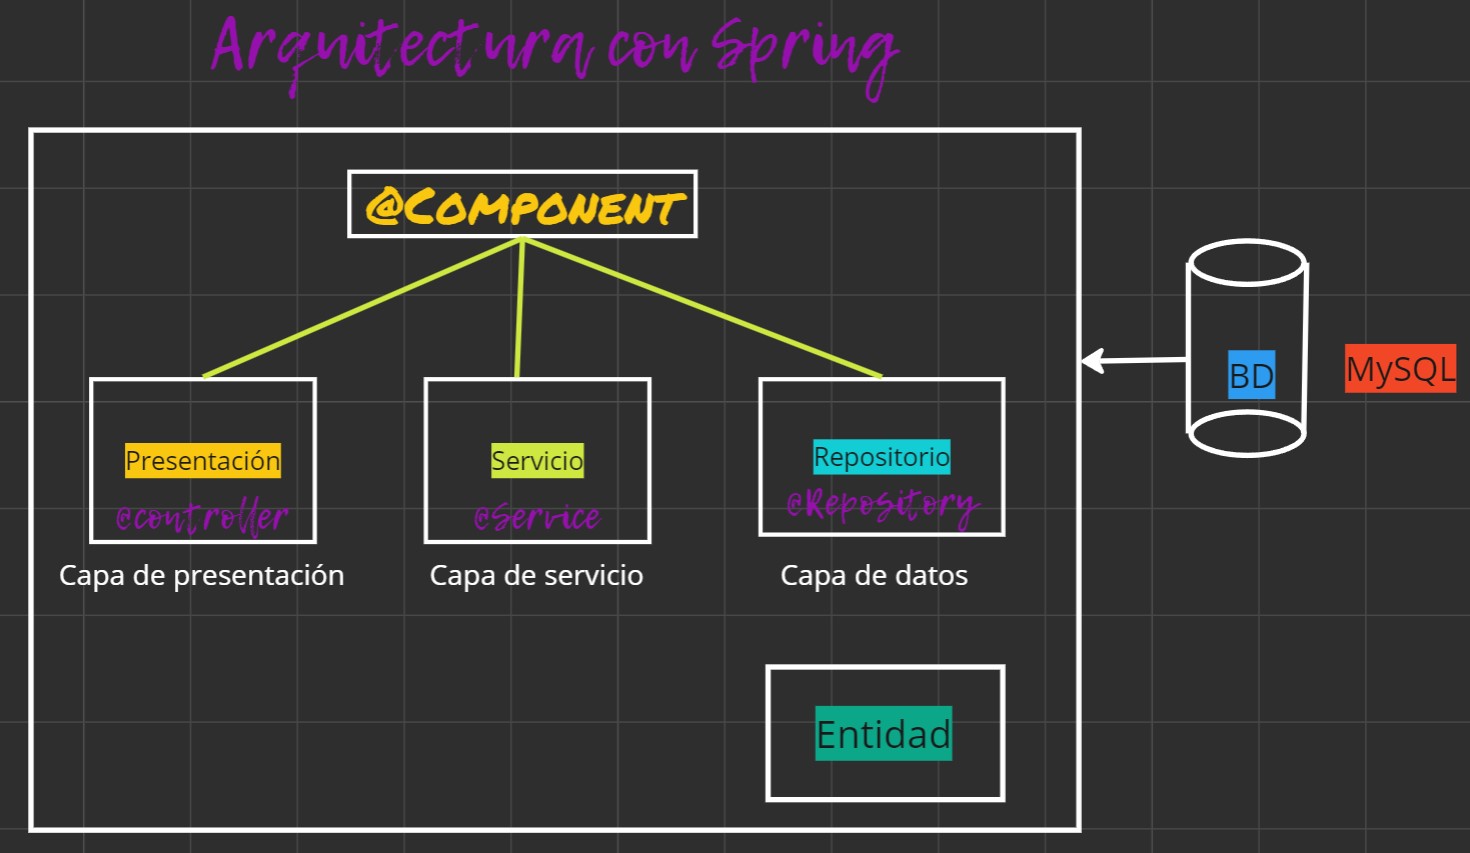 Arquitectura con Spring
@Component
Presentación
@controller
Capa de presentación
Servicio
@Service
Capa de servicio
Repositorio
@Repository
Capa de datos
Entidad
BD
MySQL